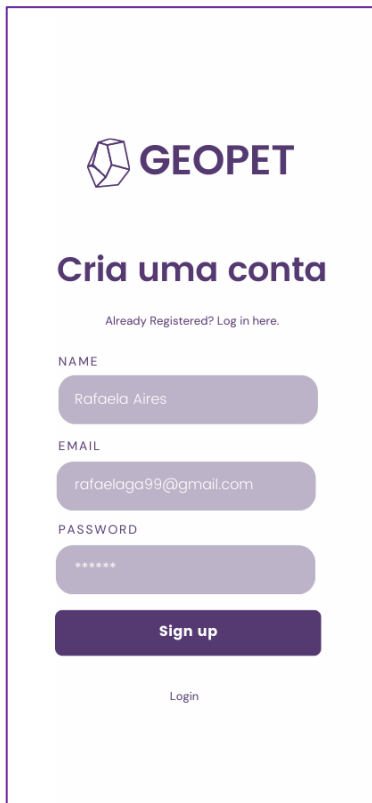 GEOPET
Cria uma conta
Already Registered? Log in here.
NAME
Rafaela Aires
EMAIL
rafaelaga99@gmail.com
PASSWORD
******
Sign up
Login